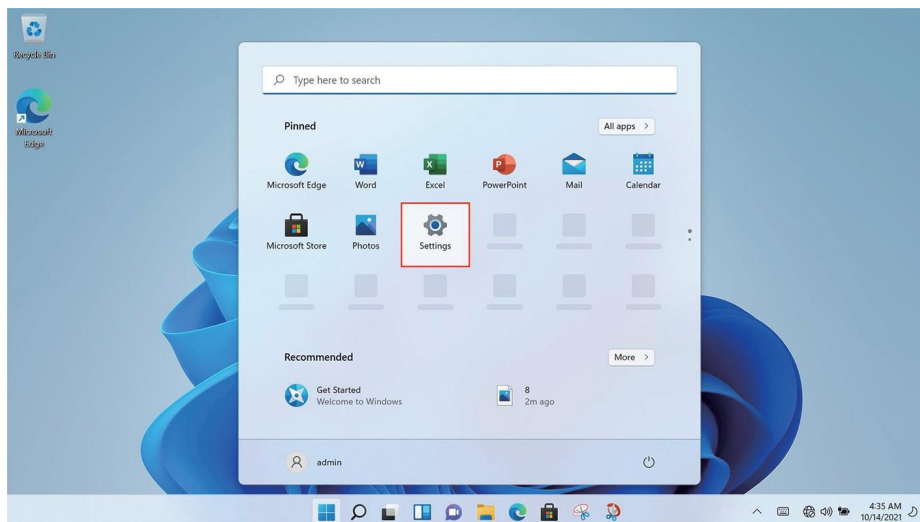 Recycle Bin
Microsoft
Edge
Type here to search
Pinned
All apps >
Microsoft Edge
Word
Excel
PowerPoint
Mail
Calendar
Microsoft Store
Photos
Settings
Recommended
More >
Get Started
Welcome to Windows
8
2m ago
admin
4:35 AM
10/14/2021